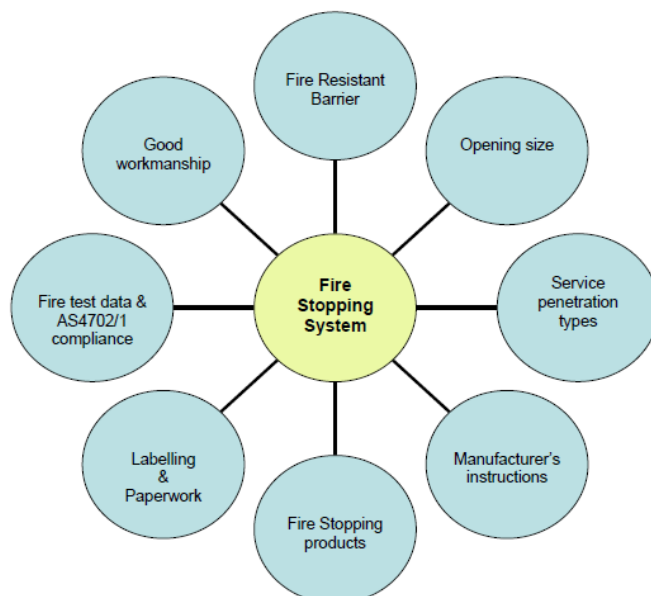 Fire Resistant
Barrier
Good
workmanship
Opening size
Fire
Stopping
System
Fire test data &
AS4702/1
compliance
Service
penetration
types
Labelling
&
Paperwork
Manufacturer's
instructions
Fire Stopping
products